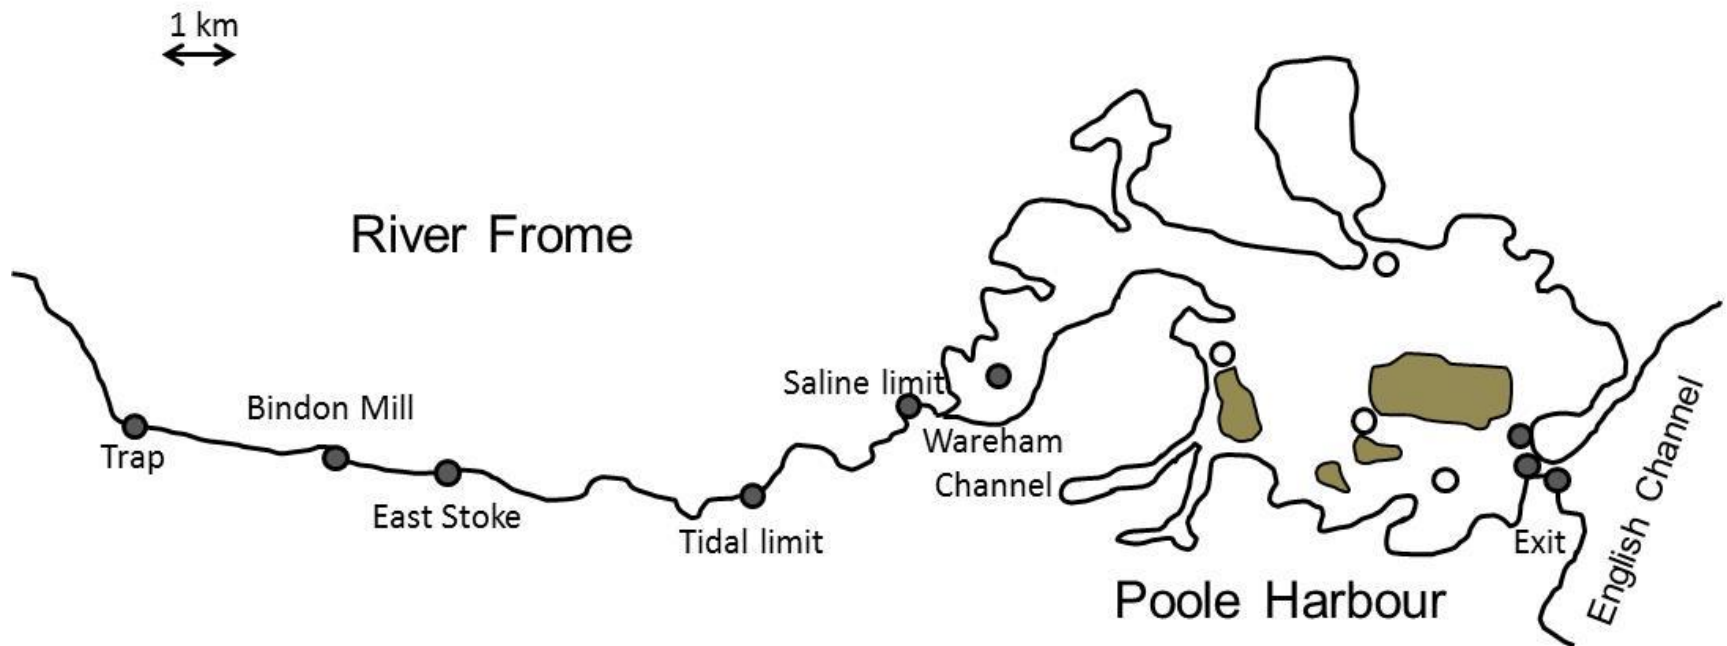 1 km
River Frome
Saline limit
Bindon Mill
Trap
Wareham
Channel
East Stoke
Tidal limit
Exit
English Channel
Poole Harbour